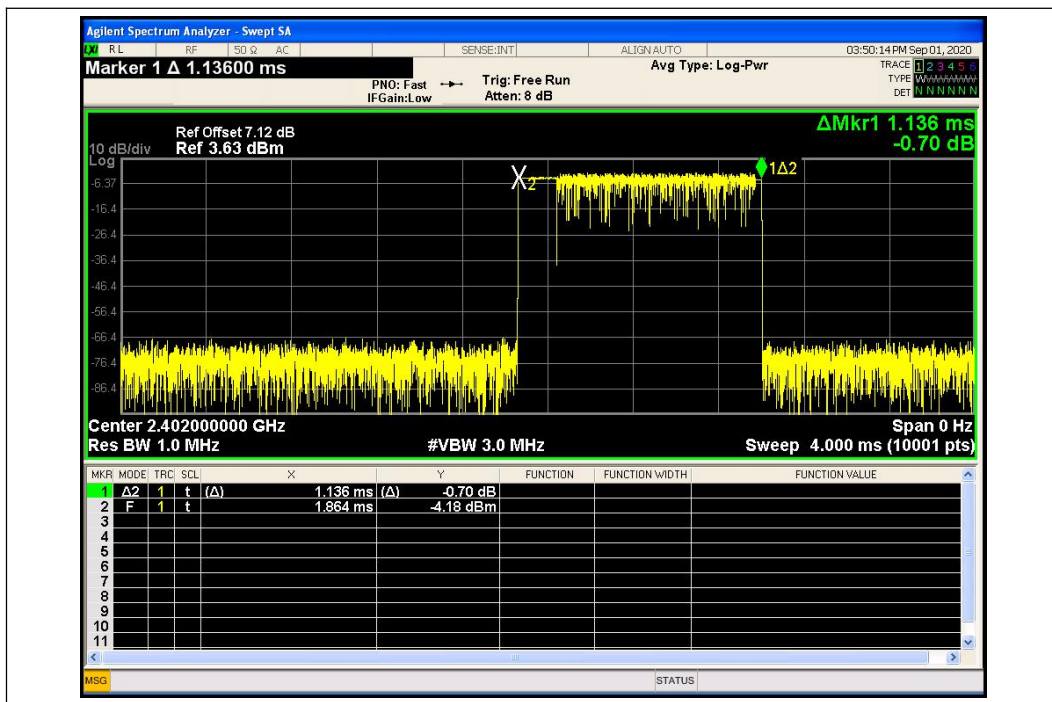 Agilent Spectrum Analyzer - Swept SA
LXI RL RF 50 Ω AC SENSE:INT ALIGN AUTO 03:50:14 PM Sep 01, 2020
Marker 1 Δ 1.13600 ms
PNO: Fast
IFGain:Low
Trig: Free Run
Atten: 8 dB
Avg Type: Log-Pwr
TRACE 1 2 3 4 5 6
TYPE
DET N N N N N N
ΔMkr1 1.136 ms
-0.70 dB
Ref Offset 7.12 dB
10 dB/div Ref 3.63 dBm
Log
-6.37
-16.4
-26.4
-36.4
-46.4
-56.4
-66.4
-76.4
-86.4
2
1Δ2
Center 2.402000000 GHz Span 0 Hz
Res BW 1.0 MHz #VBW 3.0 MHz Sweep 4.000 ms (10001 pts)
MKR MODE TRC SCL X Y FUNCTION FUNCTION WIDTH FUNCTION VALUE
1 Δ2 1 t (Δ) 1.136 ms (Δ) -0.70 dB
2 F 1 t 1.864 ms -4.18 dBm
3
4
5
6
7
8
9
10
11
MSG STATUS